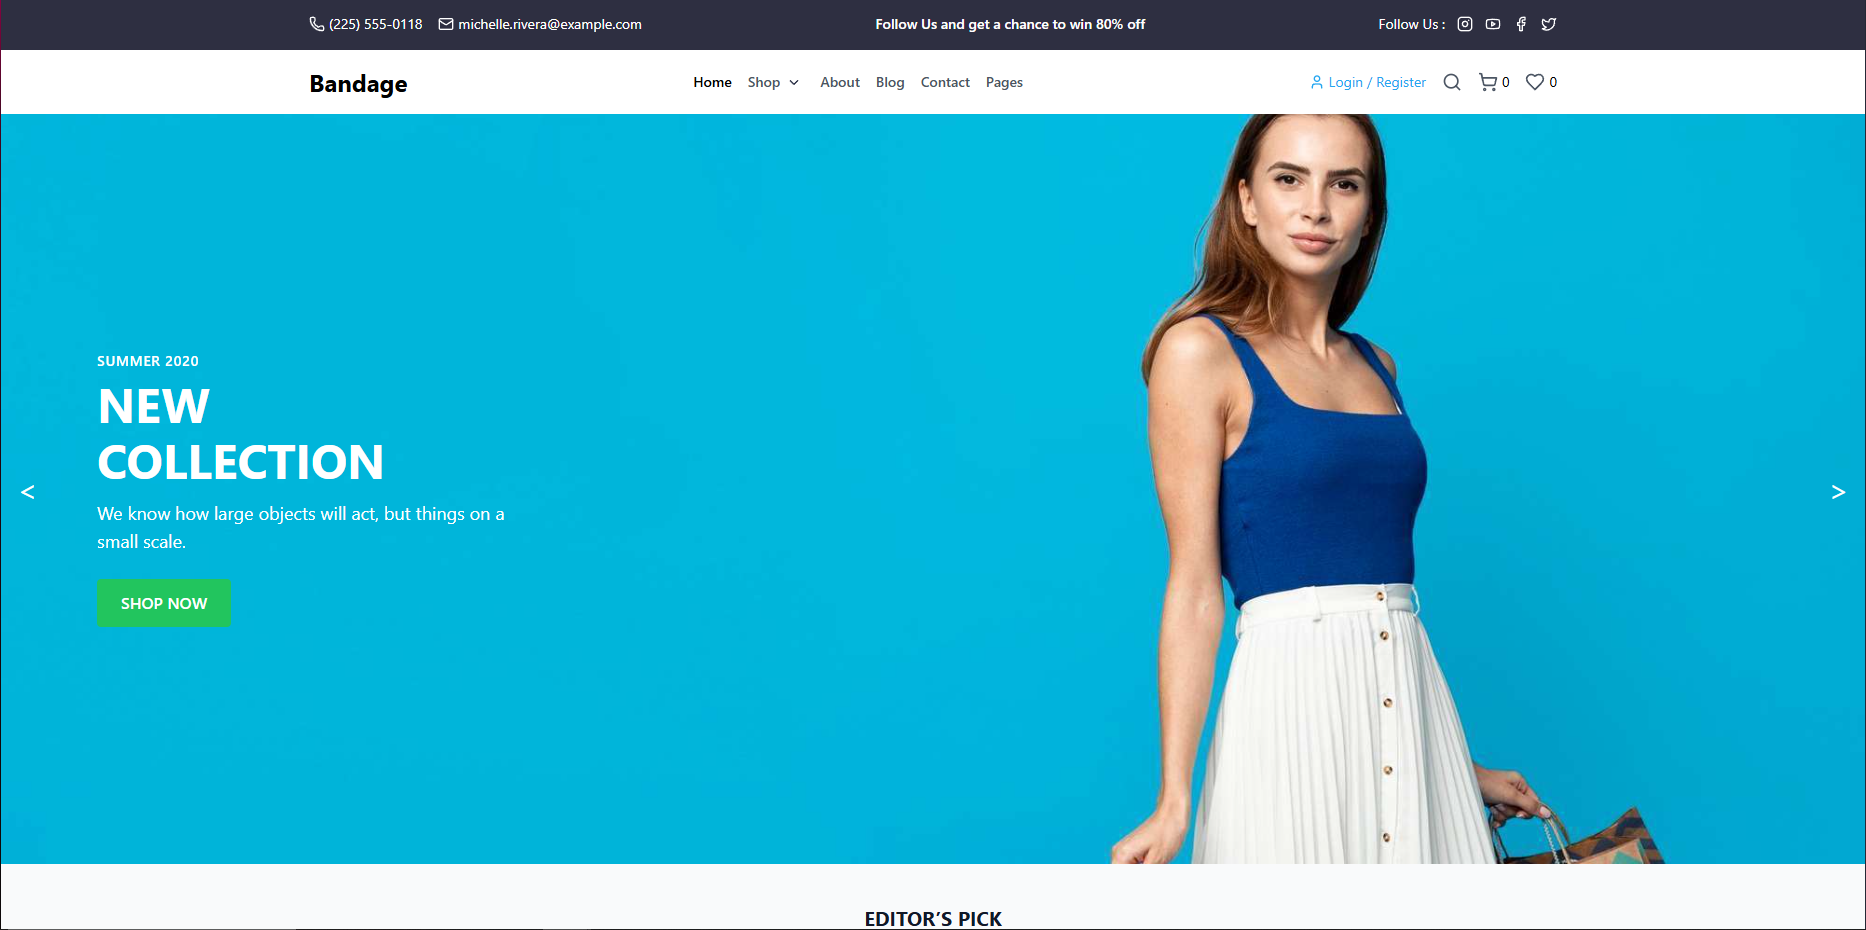 (225) 555-0118 michelle.rivera@example.com Follow Us and get a chance to win 80% off Follow Us :
Bandage Home Shop About Blog Contact Pages Login / Register 0 0
SUMMER 2020
NEW
COLLECTION
< >
We know how large objects will act, but things on a
small scale.
SHOP NOW
EDITOR'S PICK